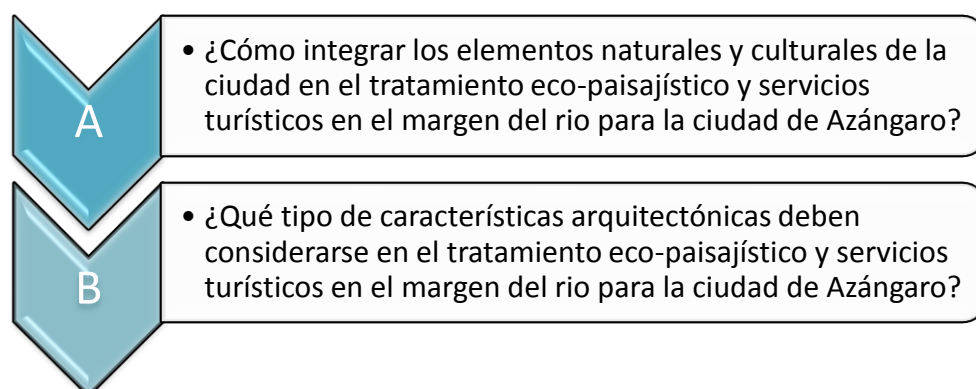 A
• ¿Cómo integrar los elementos naturales y culturales de la
ciudad en el tratamiento eco-paisajístico y servicios
turísticos en el margen del rio para la ciudad de Azángaro?
B
• ¿Qué tipo de características arquitectónicas deben
considerarse en el tratamiento eco-paisajístico y servicios
turísticos en el margen del rio para la ciudad de Azángaro?